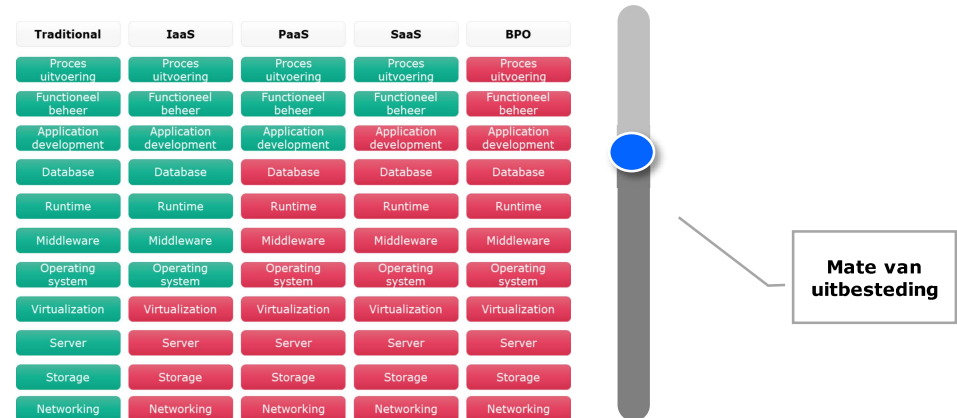 Traditional IaaS PaaS SaaS BPO
Proces Proces Proces Proces Proces
uitvoering uitvoering uitvoering uitvoering uitvoering
Functioneel Functioneel Functioneel Functioneel Functioneel
beheer beheer beheer beheer beheer
Application Application Application Application Application
development development development development development
Database Database Database Database Database
Runtime Runtime Runtime Runtime Runtime
Middleware Middleware Middleware Middleware Middleware
Operating Operating Operating Operating Operating
system system system system system
Virtualization Virtualization Virtualization Virtualization Virtualization
Server Server Server Server Server
Storage Storage Storage Storage Storage
Networking Networking Networking Networking Networking
Mate van
uitbesteding